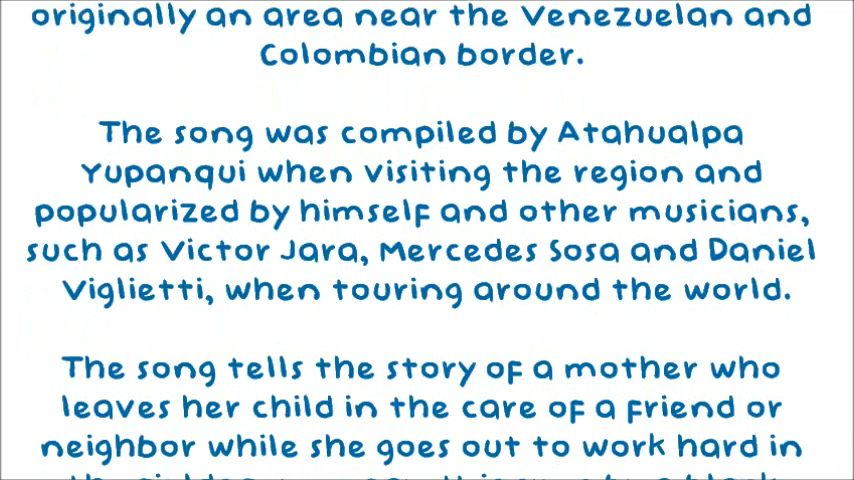 originally an area near the Venezuelan and
Colombian border.
The song was compiled by Atahualpa
Yupanqui when visiting the region and
popularized by himself and other musicians,
such as Victor Jara, Mercedes Sosa and Daniel
Viglietti, when touring around the world.
The song tells the story of a mother who
leaves her child in the care of a friend or
neighbor while she goes out to work hard in